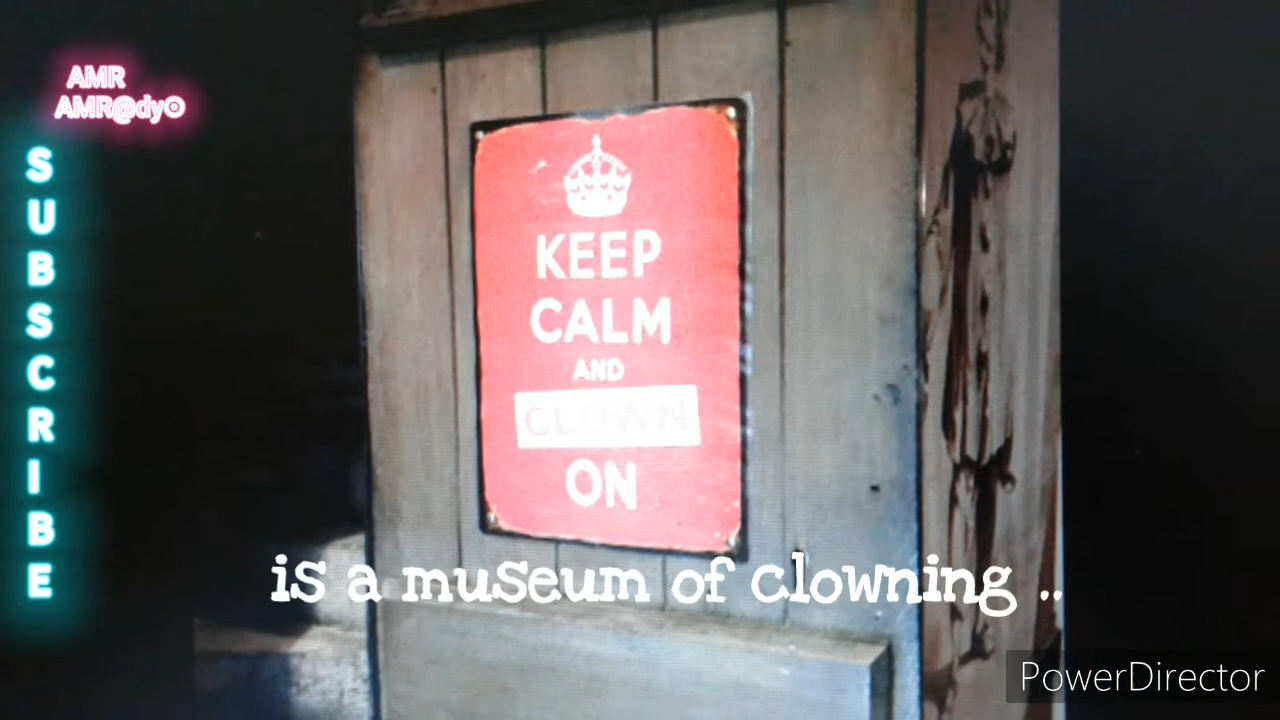 AMR
AMR@dyO
SUBSCRIBE
KEEP
CALM
AND
CLOWN
ON
is a museum of clowning ..
PowerDirector